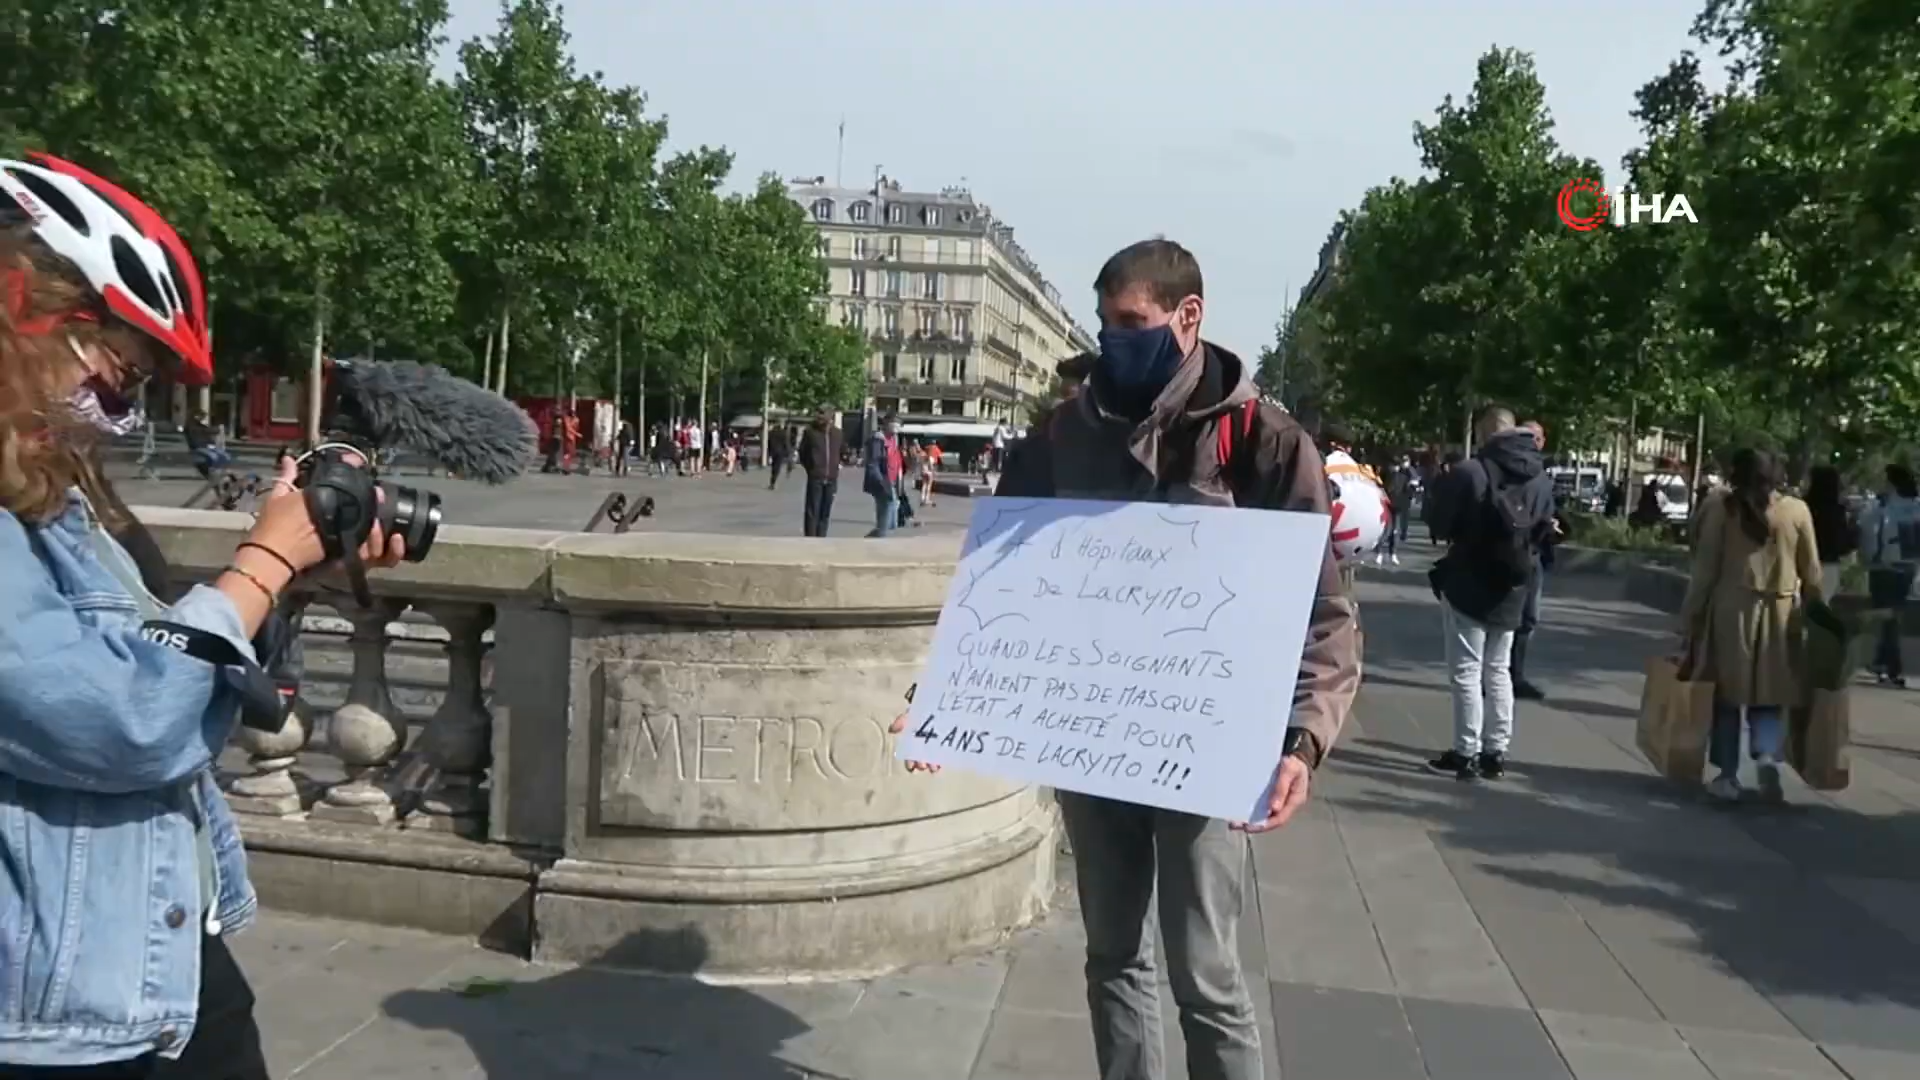 İHA
BELL
+ d'Hôpitaux
- De LACRYMO
QUAND LES SOIGNANTS
N'AVAIENT PAS DE MASQUE,
L'ÉTAT A ACHETÉ POUR
4 ANS DE LACRYMO !!!
METRO